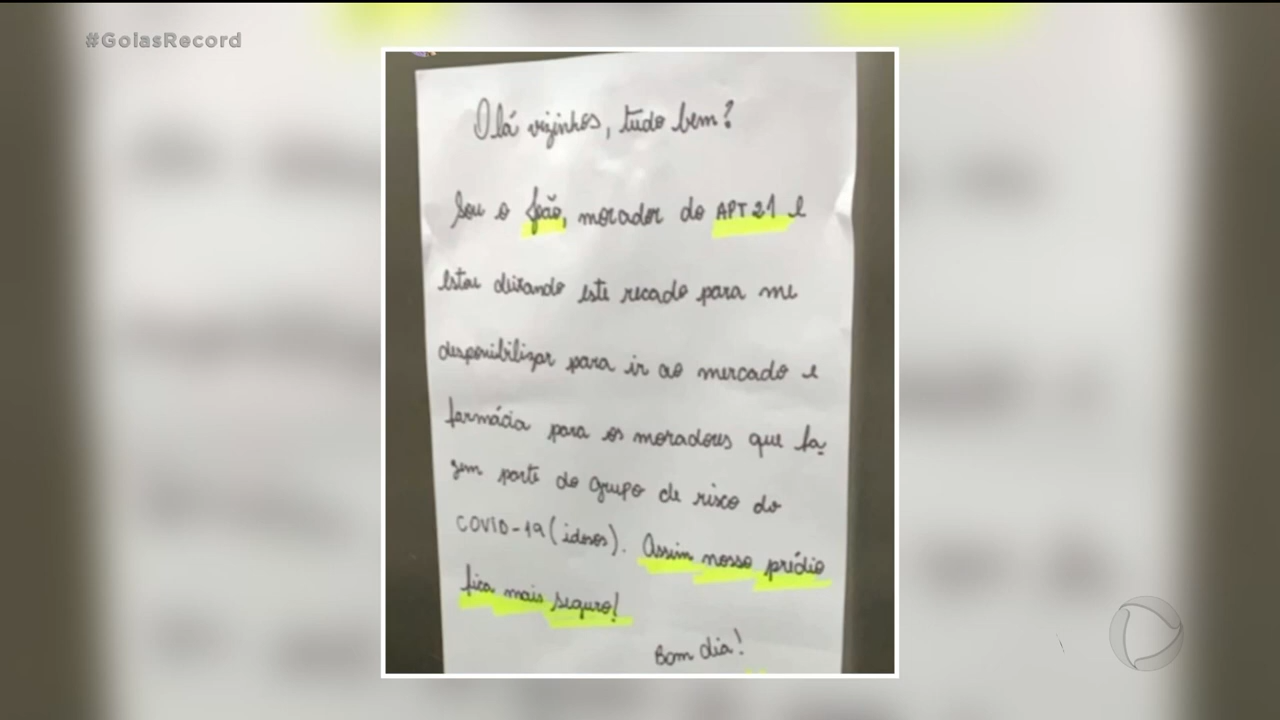 #GolasRecord
Olá vizinhos, tudo bem?
Sou o João, morador do APT 21 e
estou deixando este recado para me
desponibilizar para ir ao mercado e
farmácia para os moradores que fa-
zem parte do grupo de risco do
COVID-19 (idosos). Assim nosso prédio
fica mais seguro!
Bom dia!